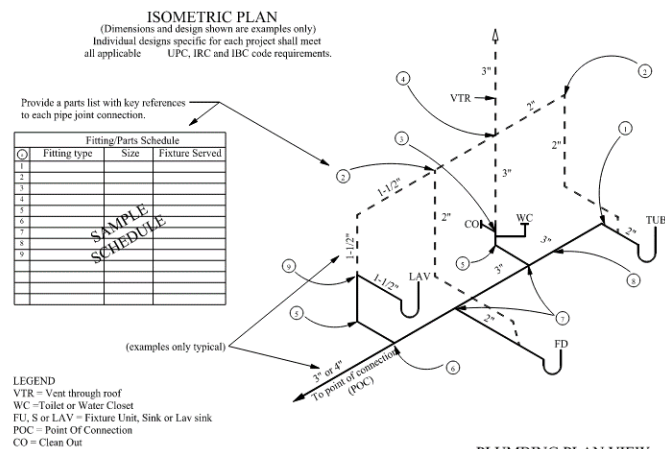 ISOMETRIC PLAN
(Dimensions and design shown are examples only)
Individual designs specific for each project shall meet
all applicable UPC, IRC and IBC code requirements.
Provide a parts list with key references
to each pipe joint connection.
Fitting/Parts Schedule
Fitting type Size Fixture Served
1
2
3
4
5
6
7
8
9
SAMPLE
SCHEDULE
3"
VTR
2"
4
2
3
1
2
1-1/2"
3"
2"
2"
CO
WC
TUB
2"
3"
5
3"
8
1-1/2"
9
1-1/2"
LAV
5
2"
7
FD
6
(examples only typical)
3" or 4"
To point of connection
(POC)
LEGEND
VTR = Vent through roof
WC =Toilet or Water Closet
FU, S or LAV = Fixture Unit, Sink or Lav sink
POC = Point Of Connection
CO = Clean Out